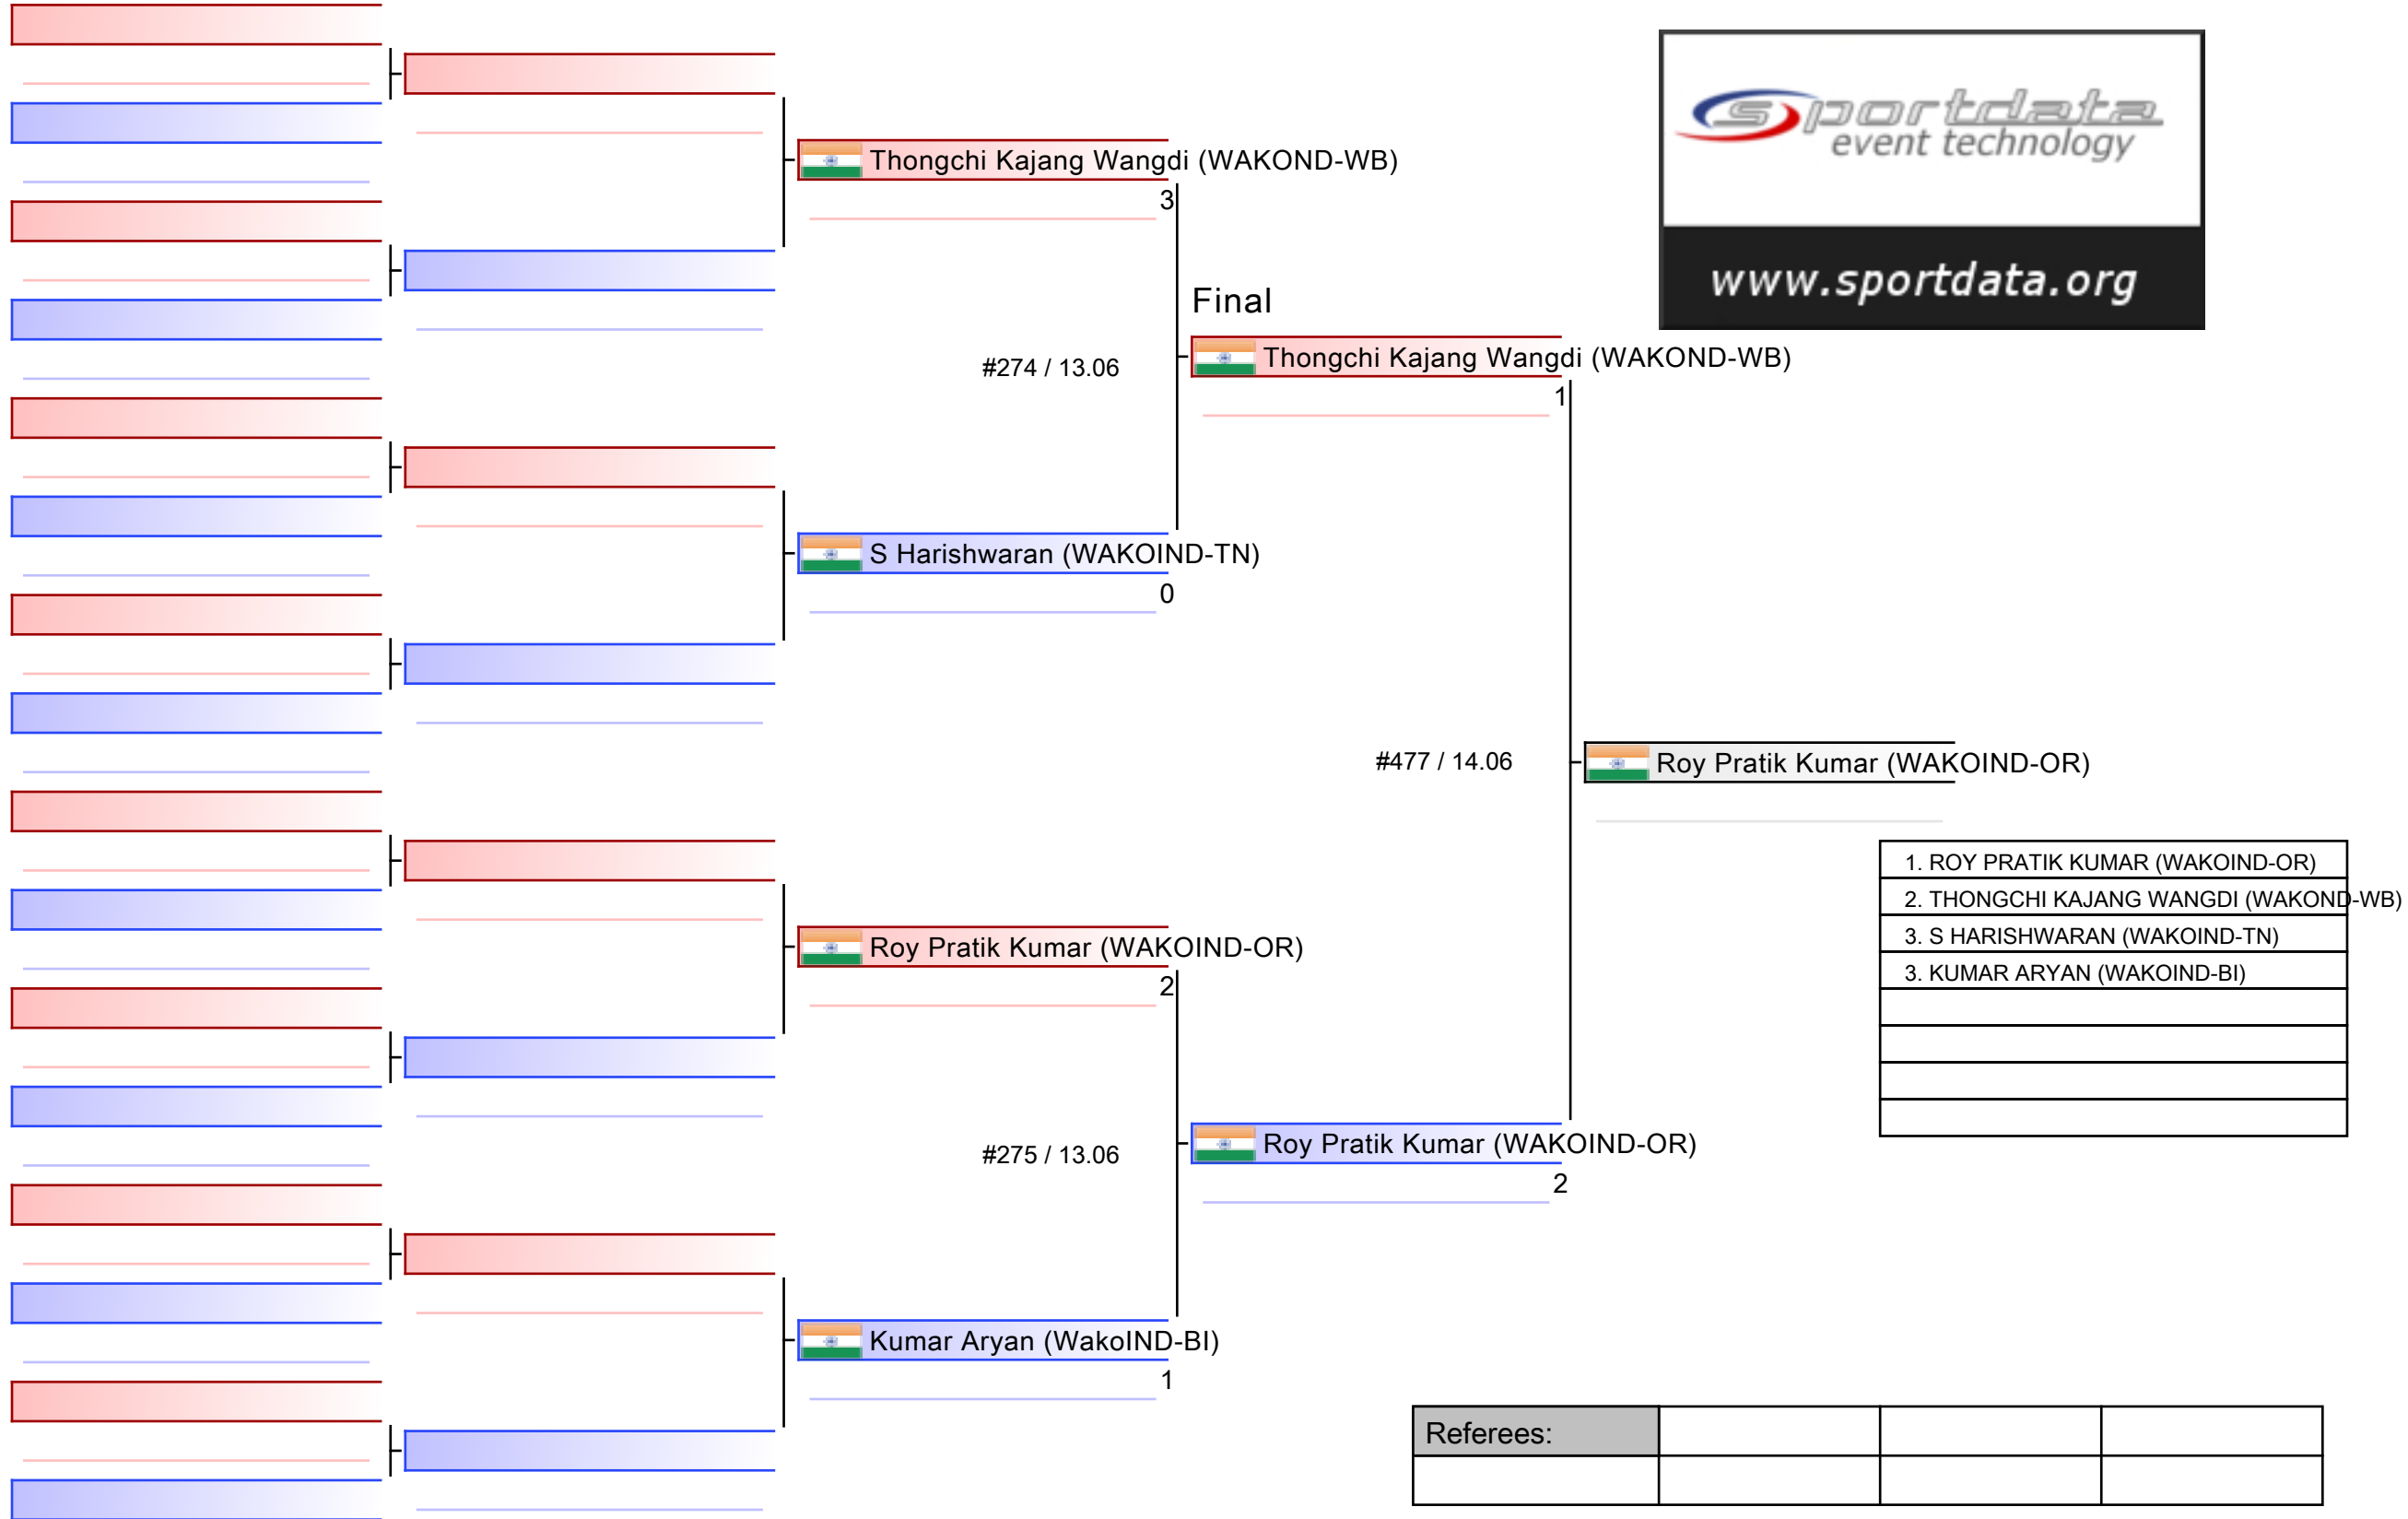 sportdata
event technology
www.sportdata.org
Thongchi Kajang Wangdi (WAKOND-WB)
3
Final
#274 / 13.06
Thongchi Kajang Wangdi (WAKOND-WB)
1
S Harishwaran (WAKOIND-TN)
0
#477 / 14.06
Roy Pratik Kumar (WAKOIND-OR)
1. ROY PRATIK KUMAR (WAKOIND-OR)
2. THONGCHI KAJANG WANGDI (WAKOND-WB)
3. S HARISHWARAN (WAKOIND-TN)
3. KUMAR ARYAN (WAKOIND-BI)
Roy Pratik Kumar (WAKOIND-OR)
2
#275 / 13.06
Roy Pratik Kumar (WAKOIND-OR)
2
Kumar Aryan (WakoIND-BI)
1
Referees: